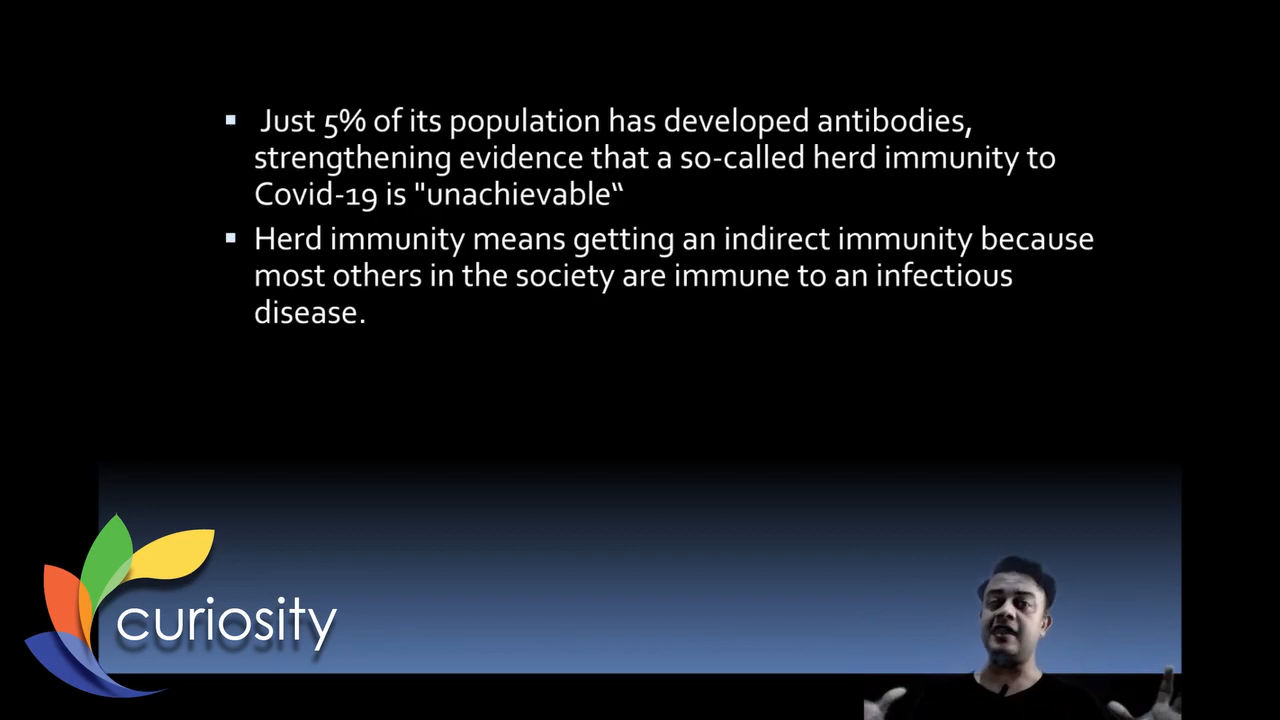 Just 5% of its population has developed antibodies,
strengthening evidence that a so-called herd immunity to
Covid-19 is "unachievable“
Herd immunity means getting an indirect immunity because
most others in the society are immune to an infectious
disease.
curiosity